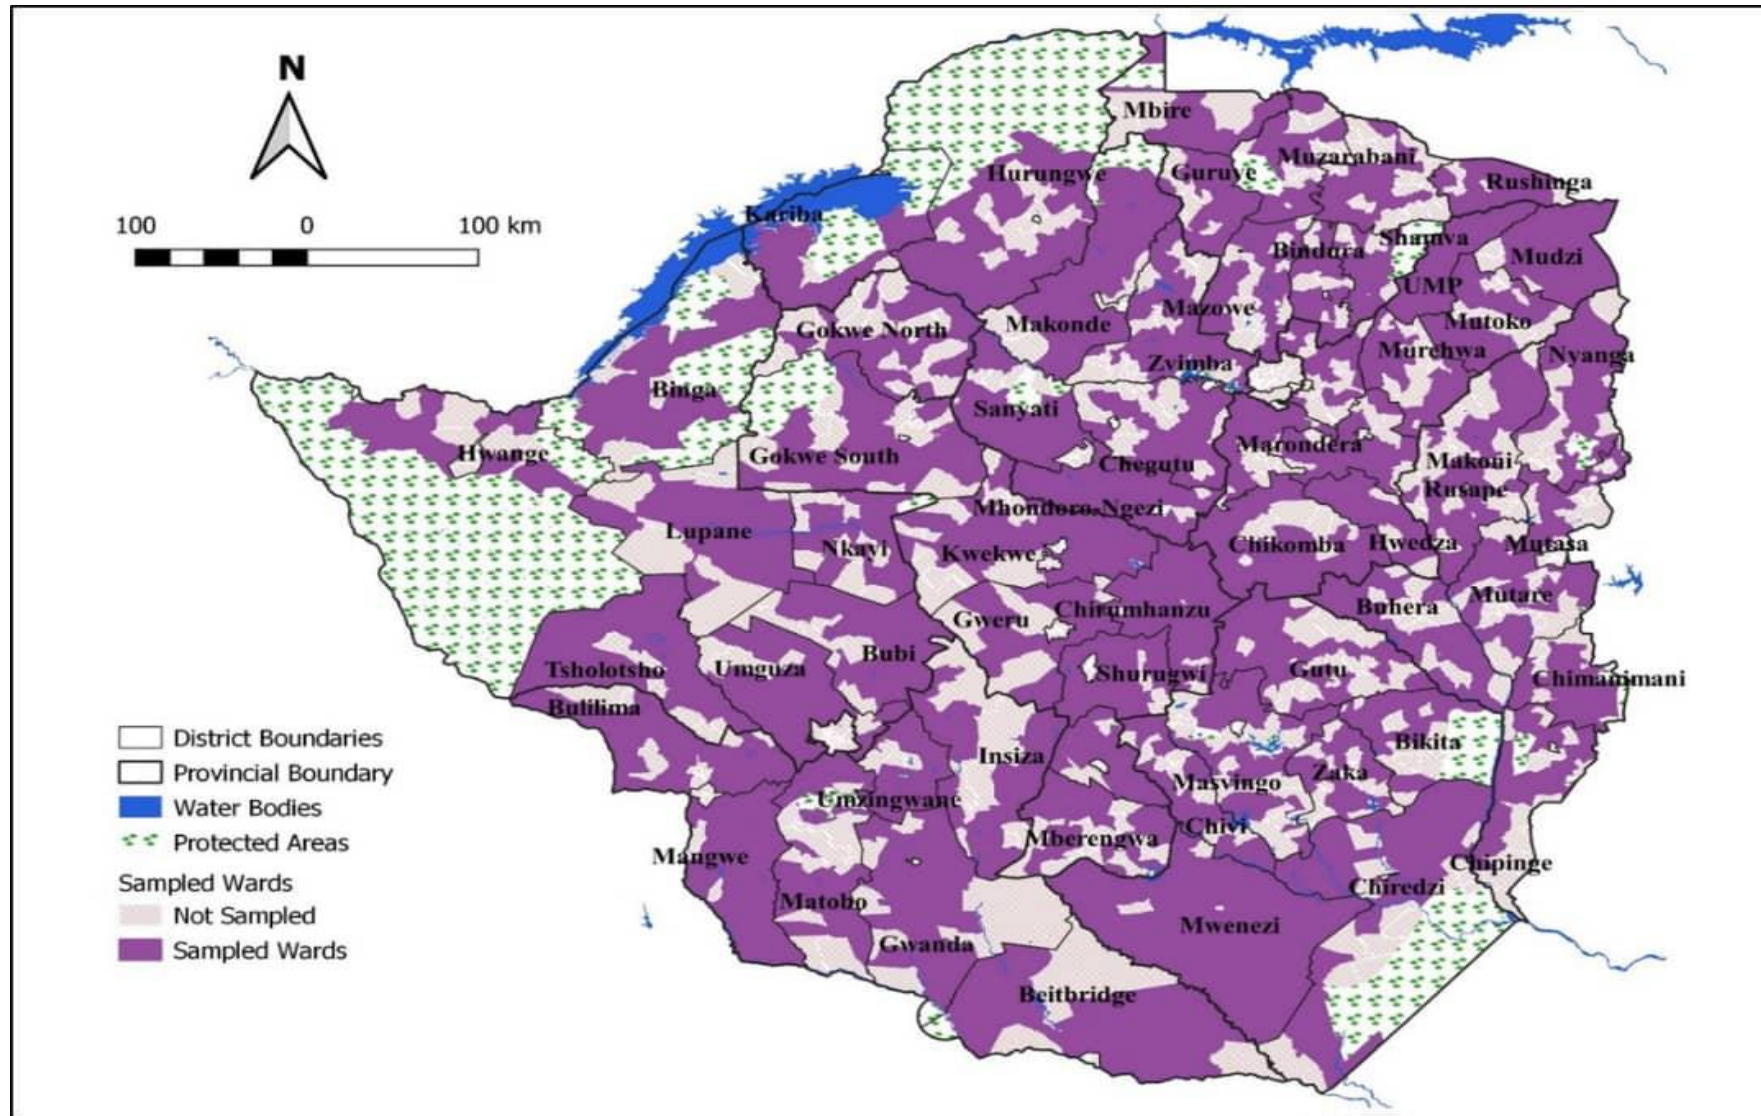 N
100 0 100 km
Mbire
Hurungwe
Guruve
Muzarabani
Rushinga
Kariba
Bindura
Shamva
Mudzi
UMP
Mazowe
Gokwe North
Makonde
Mutoko
Murehwa
Nyanga
Zvimba
Binga
Sanyati
Marondera
Hwange
Gokwe South
Chegutu
Makoni
Rusape
Mhondoro-Ngezi
Lupane
Nkayi
Kwekwe
Chikomba
Hwedza
Mutasa
Chirumhanzu
Buhera
Mutare
Gweru
Bubi
Tsholotsho
Umguza
Shurugwi
Gutu
Chimanimani
Bulilima
Insiza
Bikita
Masvingo
Zaka
Umzingwane
Chivi
Mberengwa
Mangwe
Chipinge
Chiredzi
Matobo
Mwenezi
Gwanda
Beitbridge
District Boundaries
Provincial Boundary
Water Bodies
Protected Areas
Sampled Wards
Not Sampled
Sampled Wards